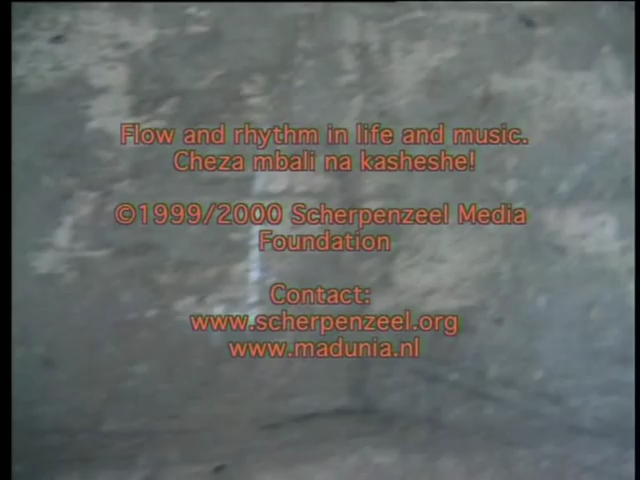 Flow and rhythm in life and music.
Cheza mbali na kasheshe!
©1999/2000 Scherpenzeel Media
Foundation
Contact:
www.scherpenzeel.org
www.madunia.nl